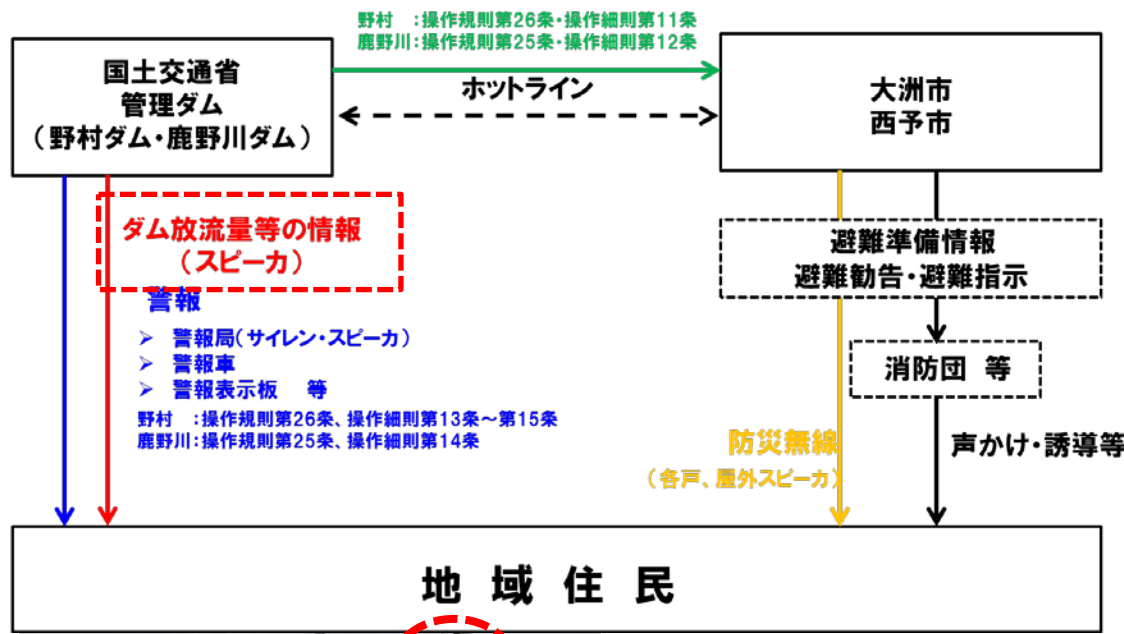 野村　：操作規則第26条・操作細則第11条
鹿野川：操作規則第25条・操作細則第12条
国土交通省
管理ダム
（野村ダム・鹿野川ダム）
ホットライン
大洲市
西予市
ダム放流量等の情報
（スピーカ）
警報
➢ 警報局（サイレン・スピーカ）
➢ 警報車
➢ 警報表示板　等
野村　：操作規則第26条、操作細則第13条～第15条
鹿野川：操作規則第25条、操作細則第14条
避難準備情報
避難勧告・避難指示
消防団　等
防災無線
（各戸、屋外スピーカ）
声かけ・誘導等
地 域 住 民